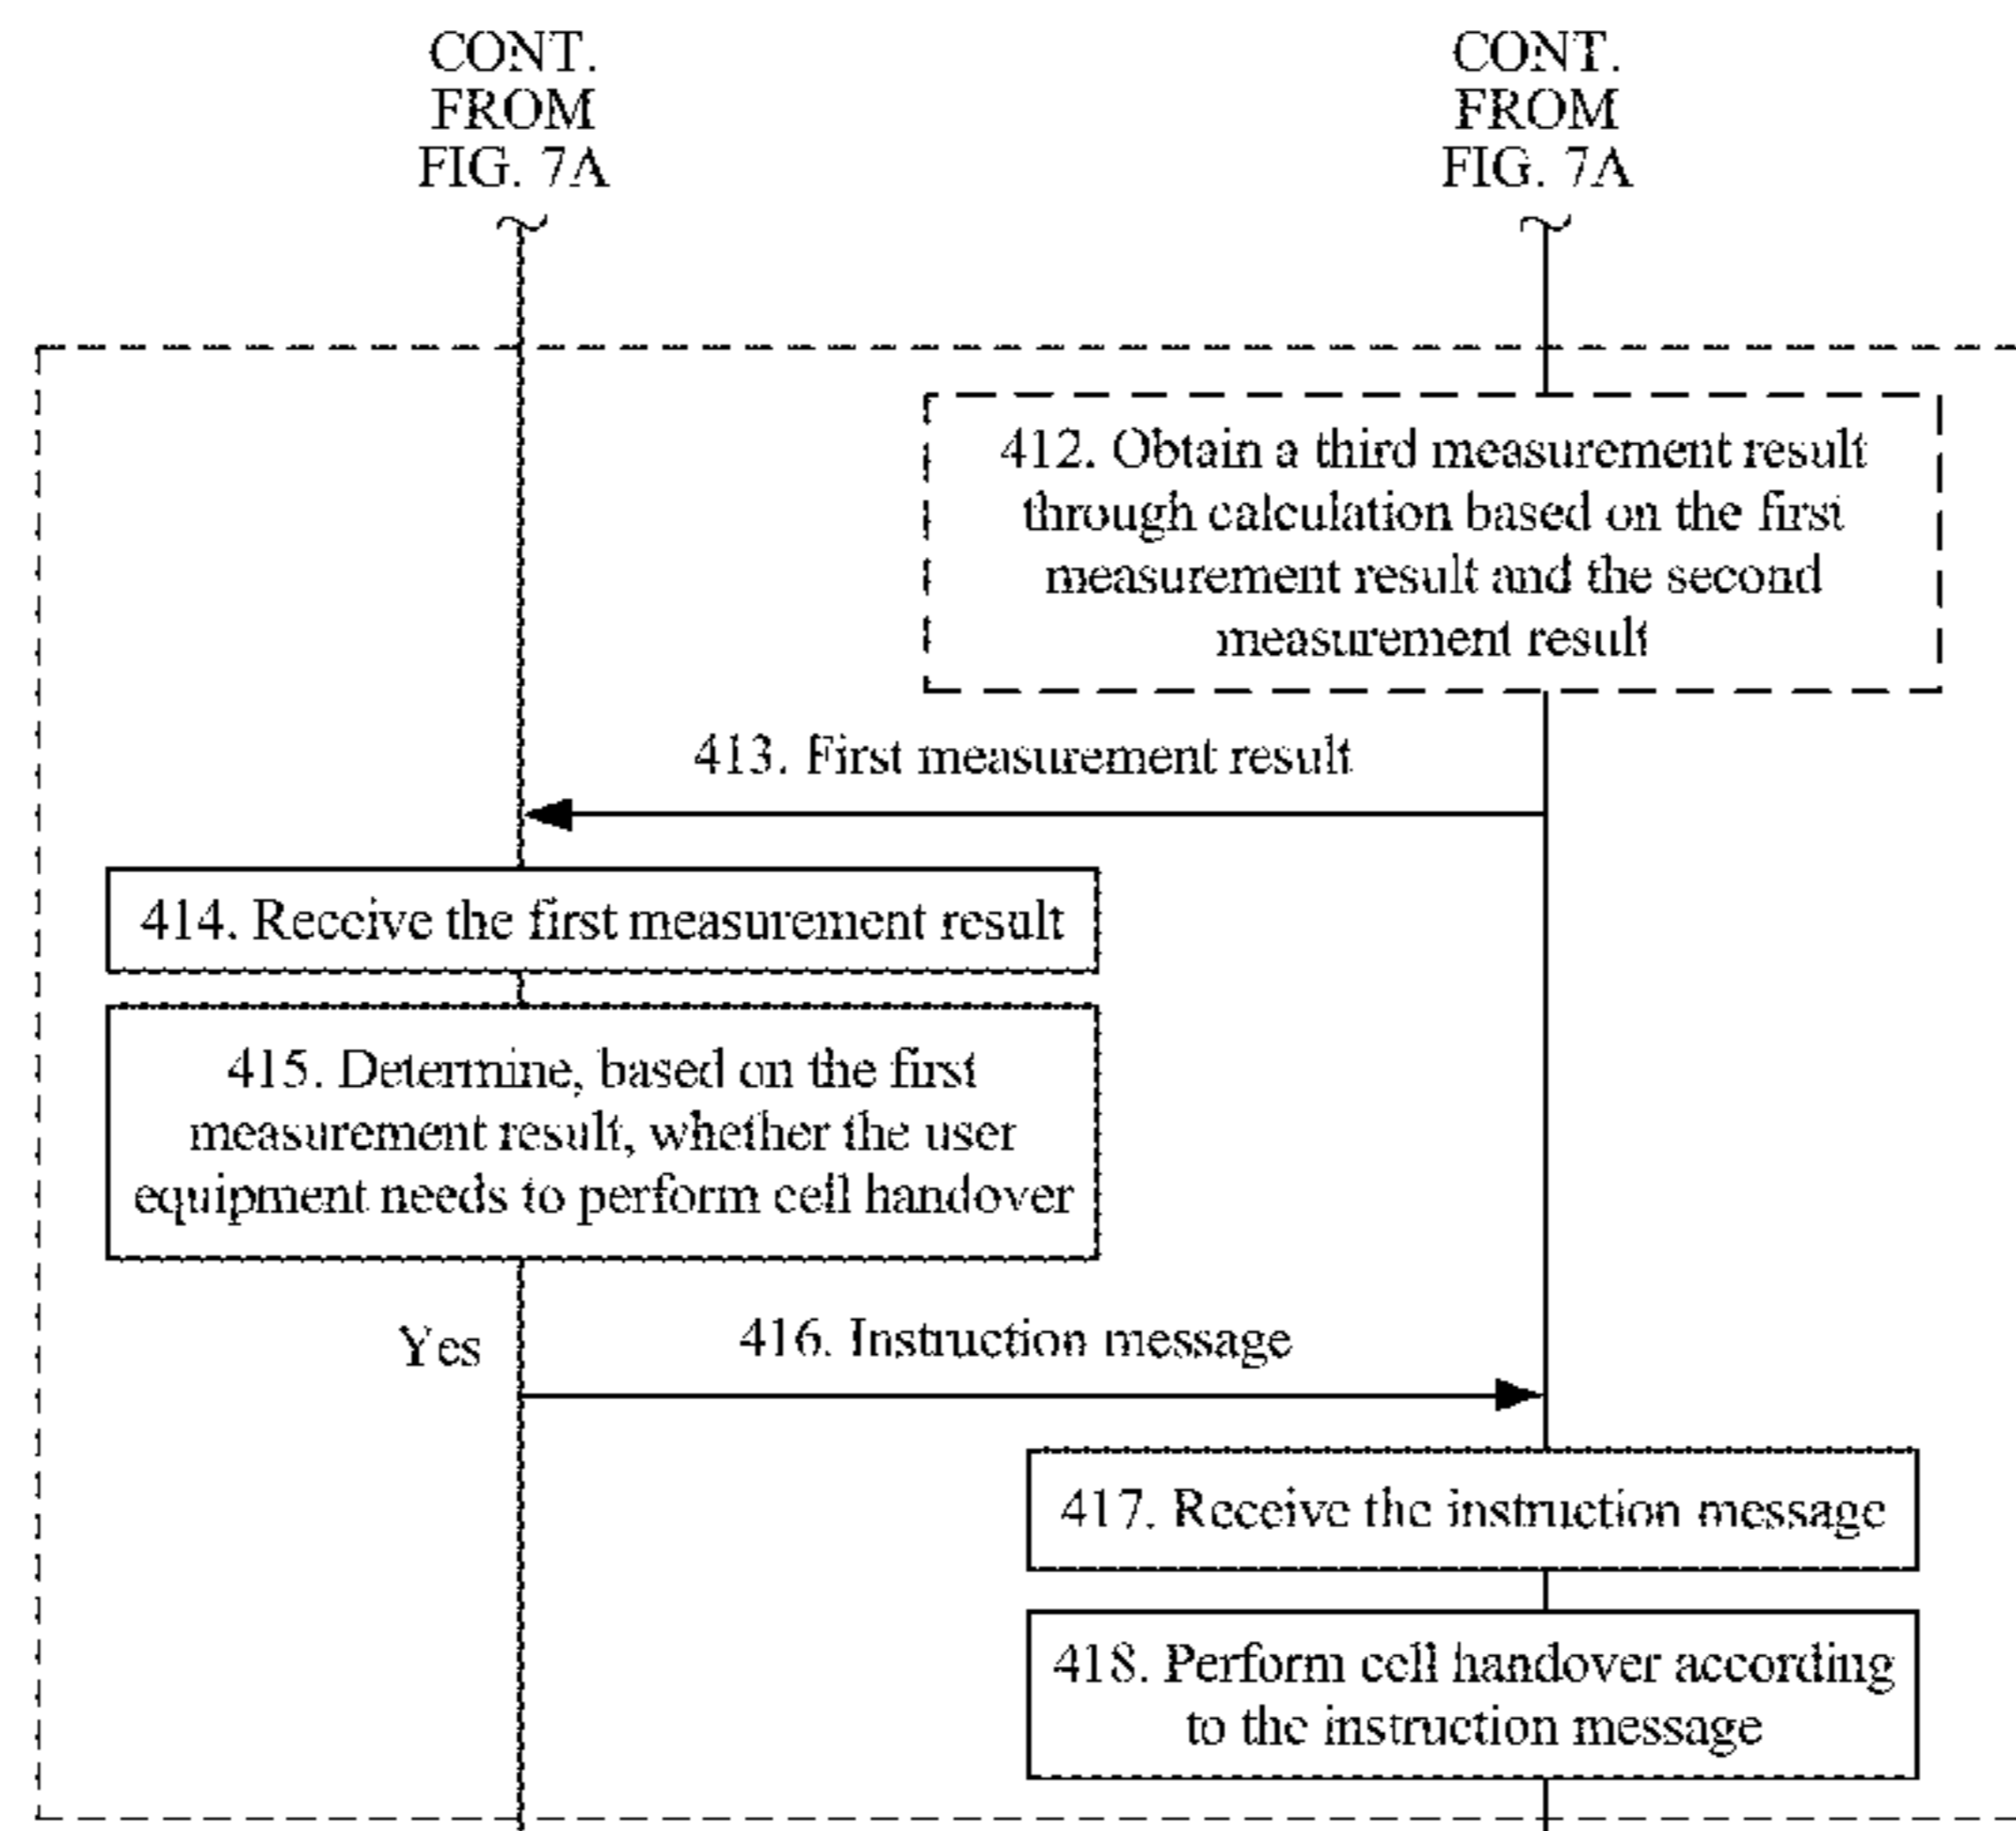 CONT.
FROM
FIG. 7A
CONT.
FROM
FIG. 7A
412. Obtain a third measurement result
through calculation based on the first
measurement result and the second
measurement result
413. First measurement result
414. Receive the first measurement result
415. Determine, based on the first
measurement result, whether the user
equipment needs to perform cell handover
Yes
416. Instruction message
417. Receive the instruction message
418. Perform cell handover according
to the instruction message